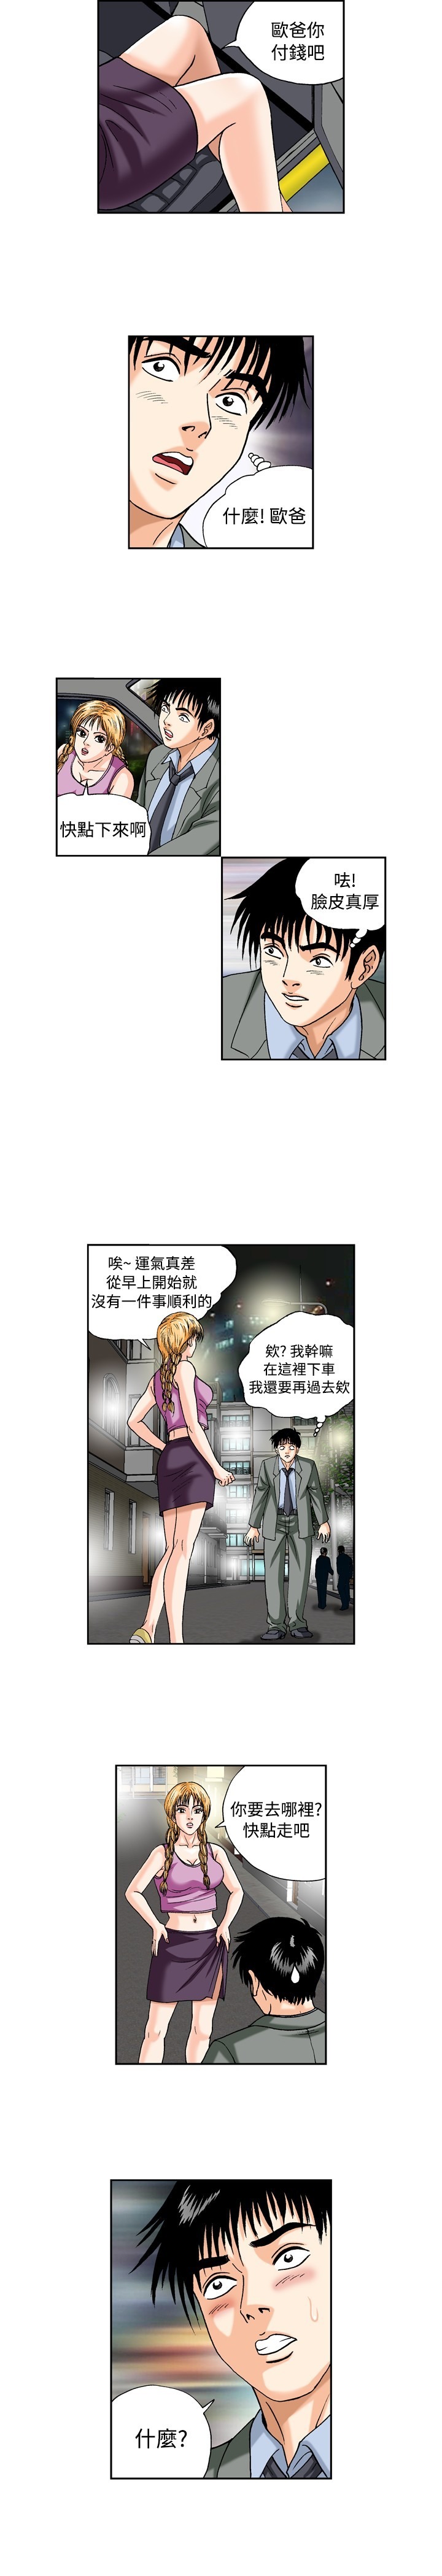 歐爸你
付錢吧
什麼! 歐爸
快點下來啊
呿!
臉皮真厚
唉~ 運氣真差
從早上開始就
沒有一件事順利的
欸? 我幹嘛
在這裡下車
我還要再過去欸
你要去哪裡?
快點走吧
什麼?